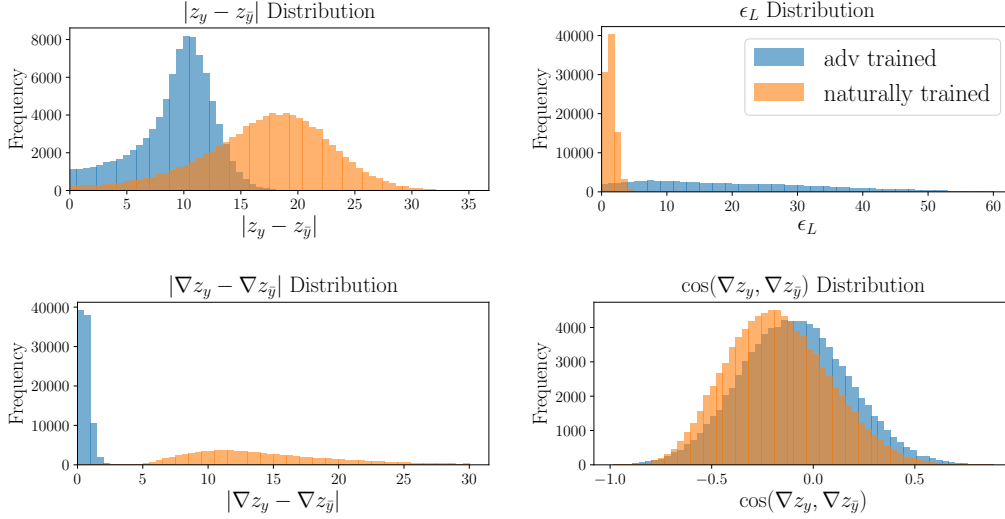 |z_y − z_ȳ| Distribution
8000
6000
4000
2000
0
Frequency
0 5 10 15 20 25 30 35
|z_y − z_ȳ|
ϵ_L Distribution
adv trained
naturally trained
40000
30000
20000
10000
0
Frequency
0 10 20 30 40 50 60
ϵ_L
|∇z_y − ∇z_ȳ| Distribution
40000
30000
20000
10000
0
Frequency
0 5 10 15 20 25 30
|∇z_y − ∇z_ȳ|
cos(∇z_y, ∇z_ȳ) Distribution
4000
3000
2000
1000
0
Frequency
−1.0 −0.5 0.0 0.5
cos(∇z_y, ∇z_ȳ)